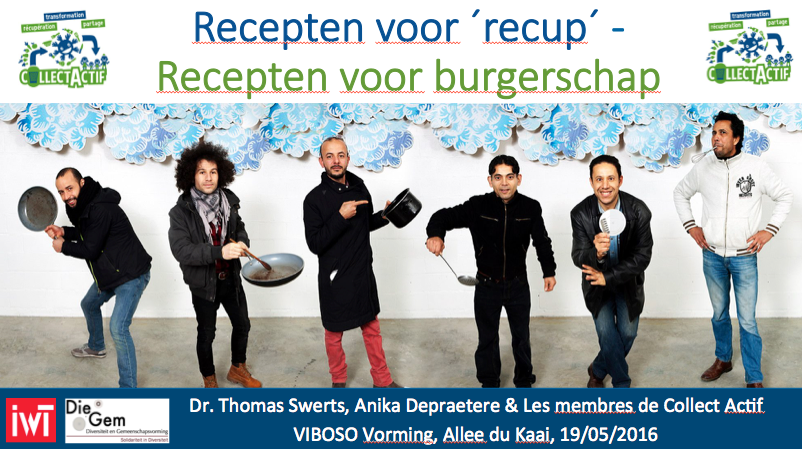 transformation
récupération partage
COLLECTACTIF
Recepten voor ´recup´ -
Recepten voor burgerschap
transformation
récupération partage
COLLECTACTIF
iwt
Die
Gem
Diversiteit en Gemeenschapsvorming
Solidariteit in Diversiteit
Dr. Thomas Swerts, Anika Depraetere & Les membres de Collect Actif
VIBOSO Vorming, Allee du Kaai, 19/05/2016